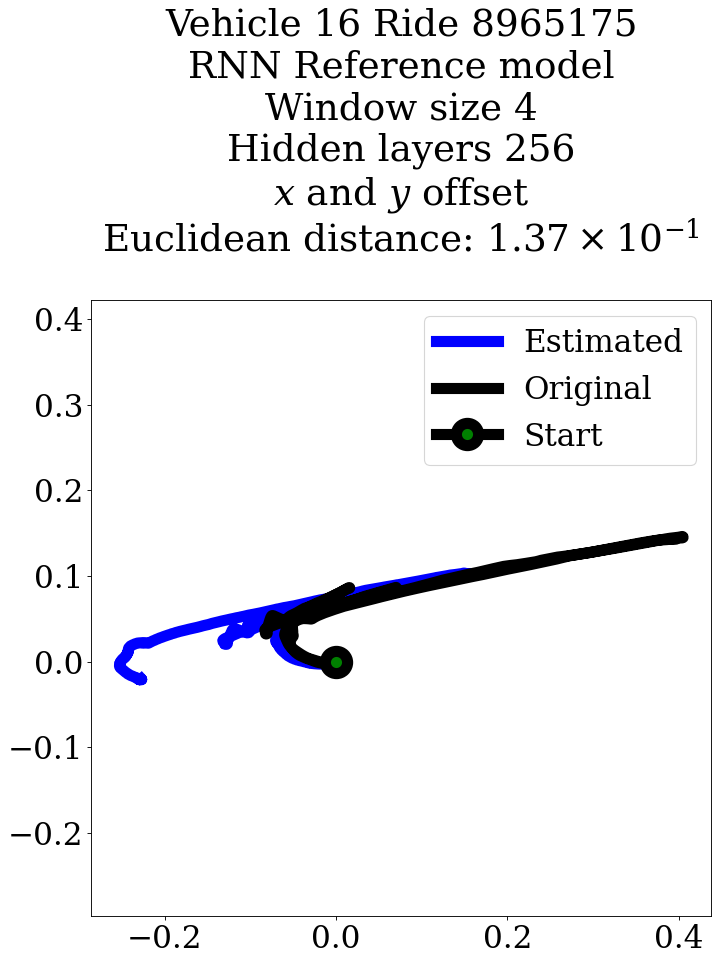 Vehicle 16 Ride 8965175
RNN Reference model
Window size 4
Hidden layers 256
x and y offset
Euclidean distance: 1.37 × 10⁻¹
Estimated
Original
Start
0.4
0.3
0.2
0.1
0.0
−0.1
−0.2
−0.2 0.0 0.2 0.4